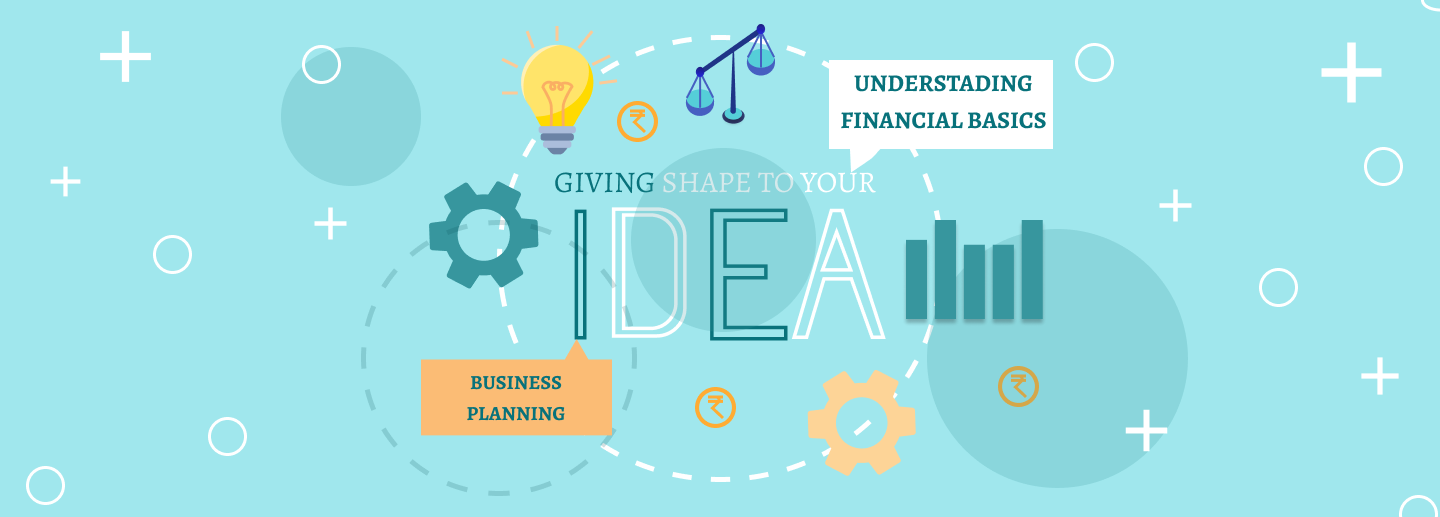 UNDERSTADING
FINANCIAL BASICS
GIVING SHAPE TO YOUR
IDEA
BUSINESS
PLANNING